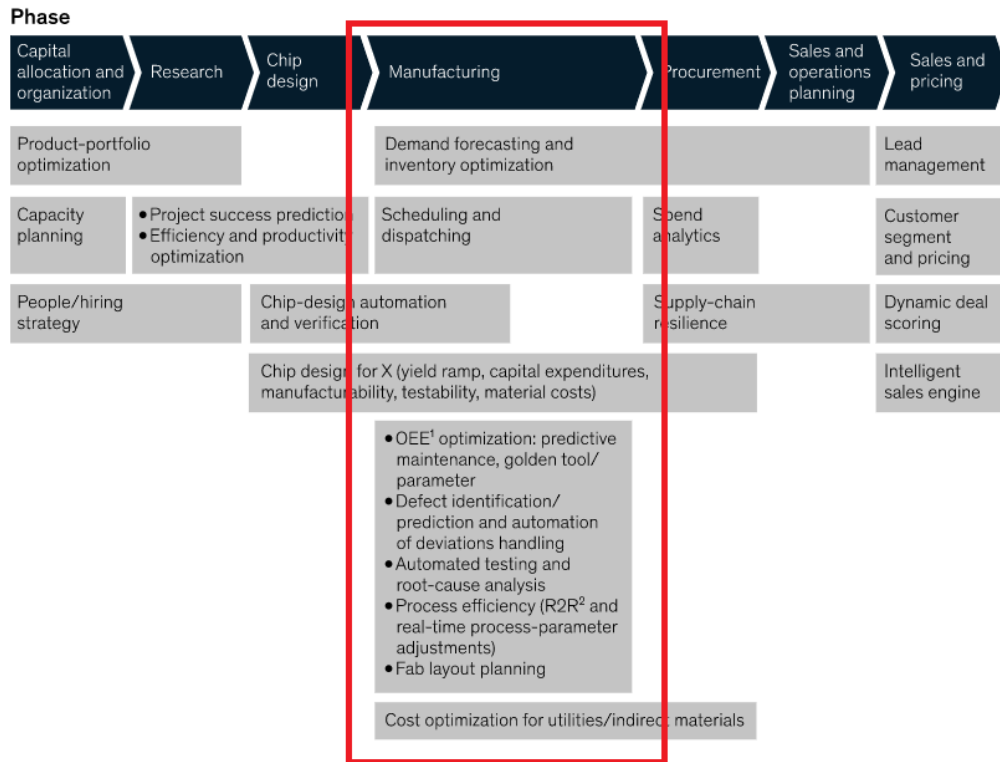 Phase
Capital
allocation and
organization
Research
Chip
design
Manufacturing
Procurement
Sales and
operations
planning
Sales and
pricing
Product-portfolio
optimization
Demand forecasting and
inventory optimization
Lead
management
Capacity
planning
• Project success prediction
• Efficiency and productivity
optimization
Scheduling and
dispatching
Spend
analytics
Customer
segment
and pricing
People/hiring
strategy
Chip-design automation
and verification
Supply-chain
resilience
Dynamic deal
scoring
Chip design for X (yield ramp, capital expenditures,
manufacturability, testability, material costs)
Intelligent
sales engine
• OEE¹ optimization: predictive
maintenance, golden tool/
parameter
• Defect identification/
prediction and automation
of deviations handling
• Automated testing and
root-cause analysis
• Process efficiency (R2R² and
real-time process-parameter
adjustments)
• Fab layout planning
Cost optimization for utilities/indirect materials